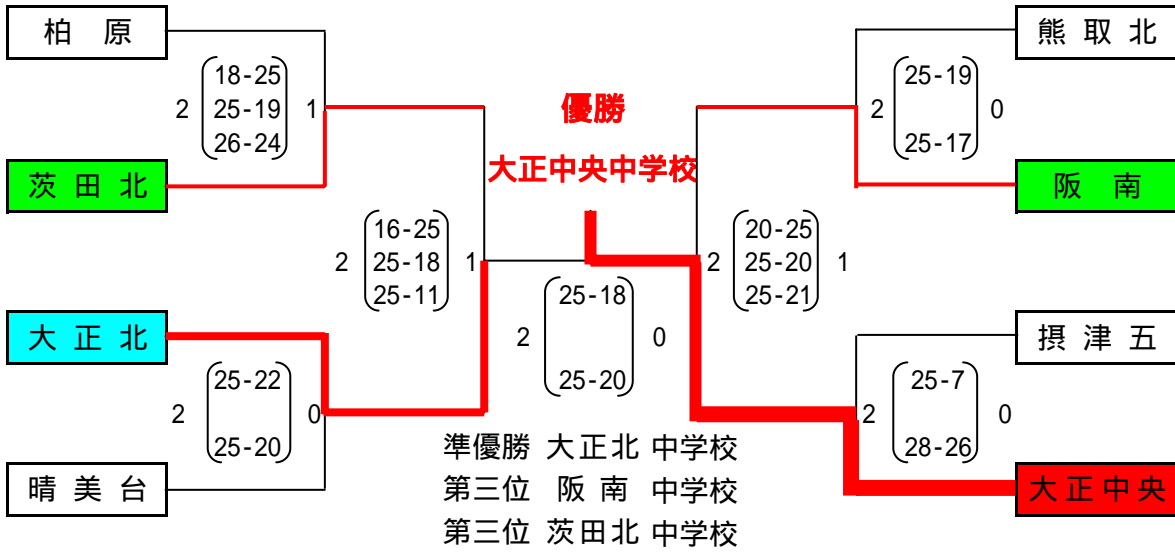 柏 原
熊 取 北
2 18-25 1
25-19
26-24
優勝
2 25-19 0
25-17
茨 田 北
大正中央中学校
阪 南
2 16-25 1
25-18
25-11
2 20-25 1
25-20
25-21
2 25-18 0
25-20
大 正 北
摂 津 五
2 25-22 0
25-20
2 25-7 0
28-26
晴 美 台
大正中央
準優勝 大正北 中学校
第三位 阪 南 中学校
第三位 茨田北 中学校